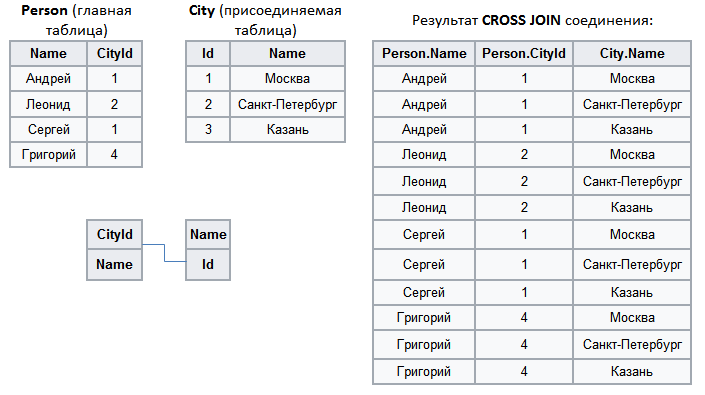 Person (главная
таблица)
Name CityId
Андрей 1
Леонид 2
Сергей 1
Григорий 4
City (присоединяемая
таблица)
Id Name
1 Москва
2 Санкт-Петербург
3 Казань
CityId
Name
Name
Id
Результат CROSS JOIN соединения:
Person.Name Person.CityId City.Name
Андрей 1 Москва
Андрей 1 Санкт-Петербург
Андрей 1 Казань
Леонид 2 Москва
Леонид 2 Санкт-Петербург
Леонид 2 Казань
Сергей 1 Москва
Сергей 1 Санкт-Петербург
Сергей 1 Казань
Григорий 4 Москва
Григорий 4 Санкт-Петербург
Григорий 4 Казань